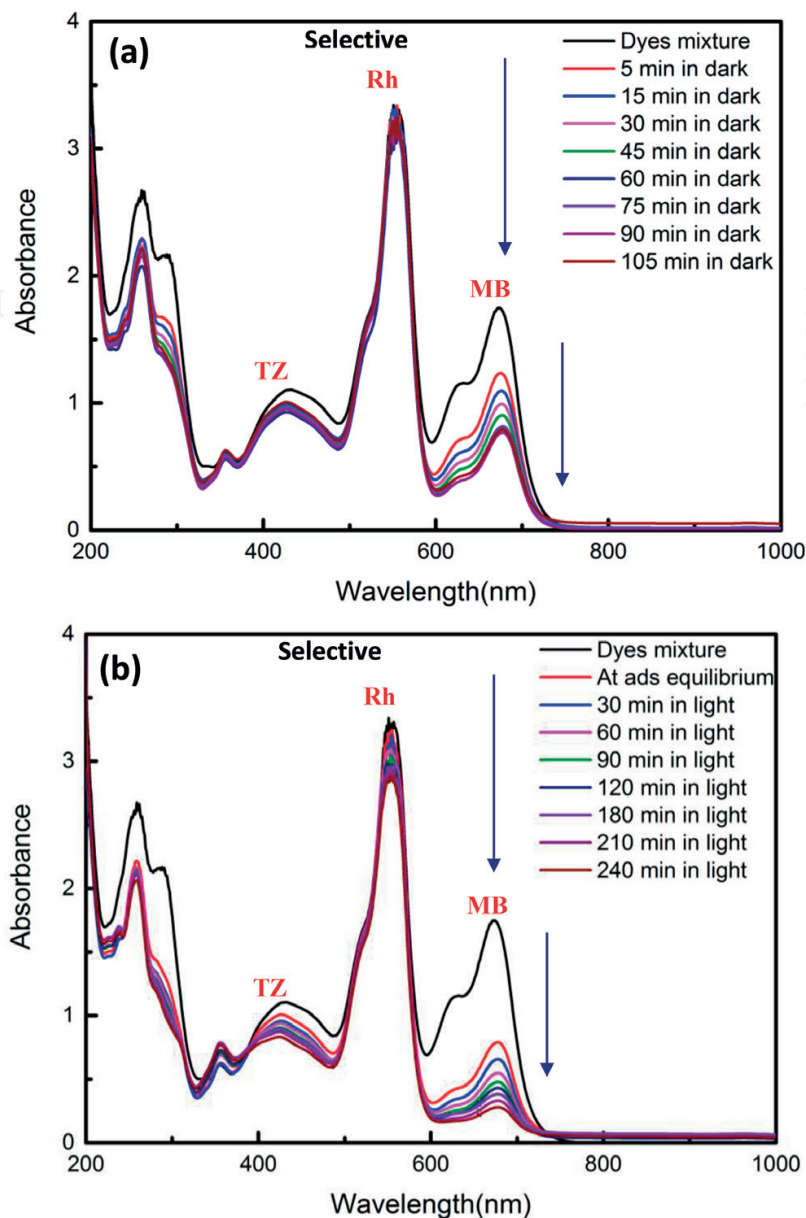 (a)
Selective
Rh
TZ
MB
Dyes mixture
5 min in dark
15 min in dark
30 min in dark
45 min in dark
60 min in dark
75 min in dark
90 min in dark
105 min in dark
Absorbance
4
3
2
1
0
200 400 600 800 1000
Wavelength(nm)
(b)
Selective
Rh
TZ
MB
Dyes mixture
At ads equilibrium
30 min in light
60 min in light
90 min in light
120 min in light
180 min in light
210 min in light
240 min in light
Absorbance
4
3
2
1
0
200 400 600 800 1000
Wavelength(nm)